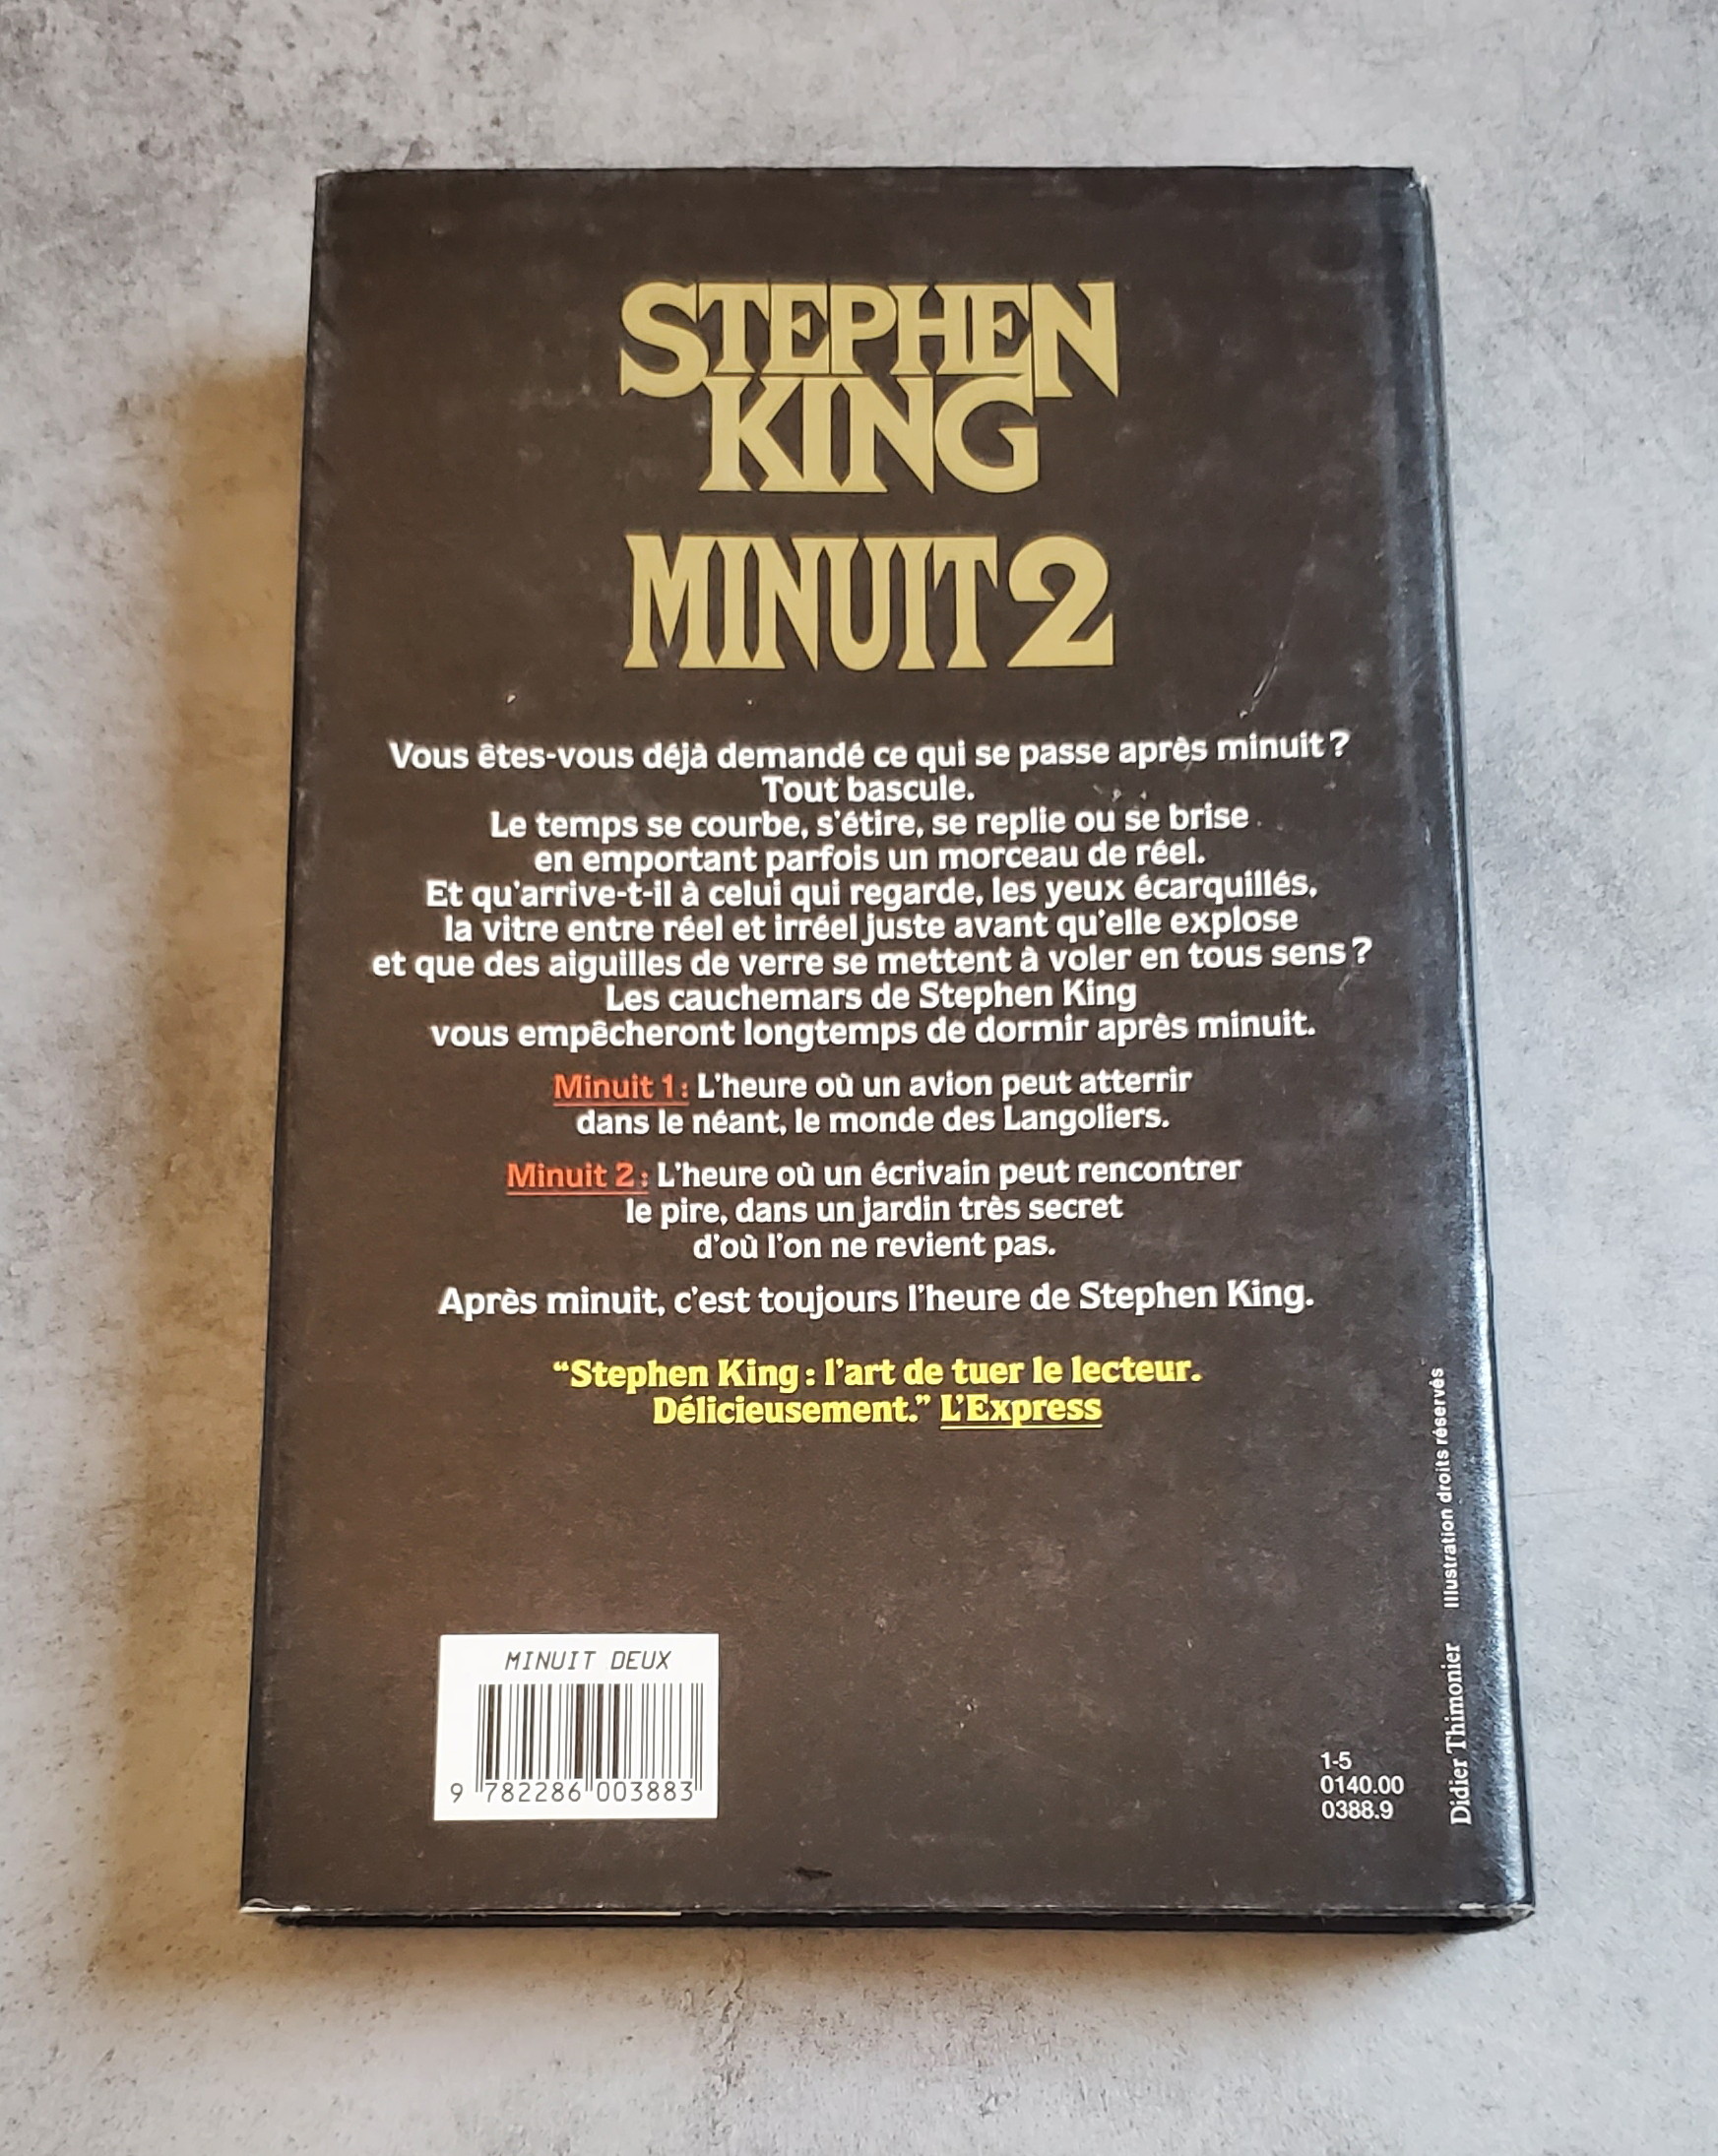 STEPHEN
KING
MINUIT 2
Vous êtes-vous déjà demandé ce qui se passe après minuit ?
Tout bascule.
Le temps se courbe, s'étire, se replie ou se brise
en emportant parfois un morceau de réel.
Et qu'arrive-t-il à celui qui regarde, les yeux écarquillés,
la vitre entre réel et irréel juste avant qu'elle explose
et que des aiguilles de verre se mettent à voler en tous sens ?
Les cauchemars de Stephen King
vous empêcheront longtemps de dormir après minuit.
Minuit 1 : L'heure où un avion peut atterrir
dans le néant, le monde des Langoliers.
Minuit 2 : L'heure où un écrivain peut rencontrer
le pire, dans un jardin très secret
d'où l'on ne revient pas.
Après minuit, c'est toujours l'heure de Stephen King.
“Stephen King : l'art de tuer le lecteur.
Délicieusement.” L'Express
MINUIT DEUX
9 782286 003883
1-5
0140.00
0388.9
Didier Thimonier Illustration droits réservés